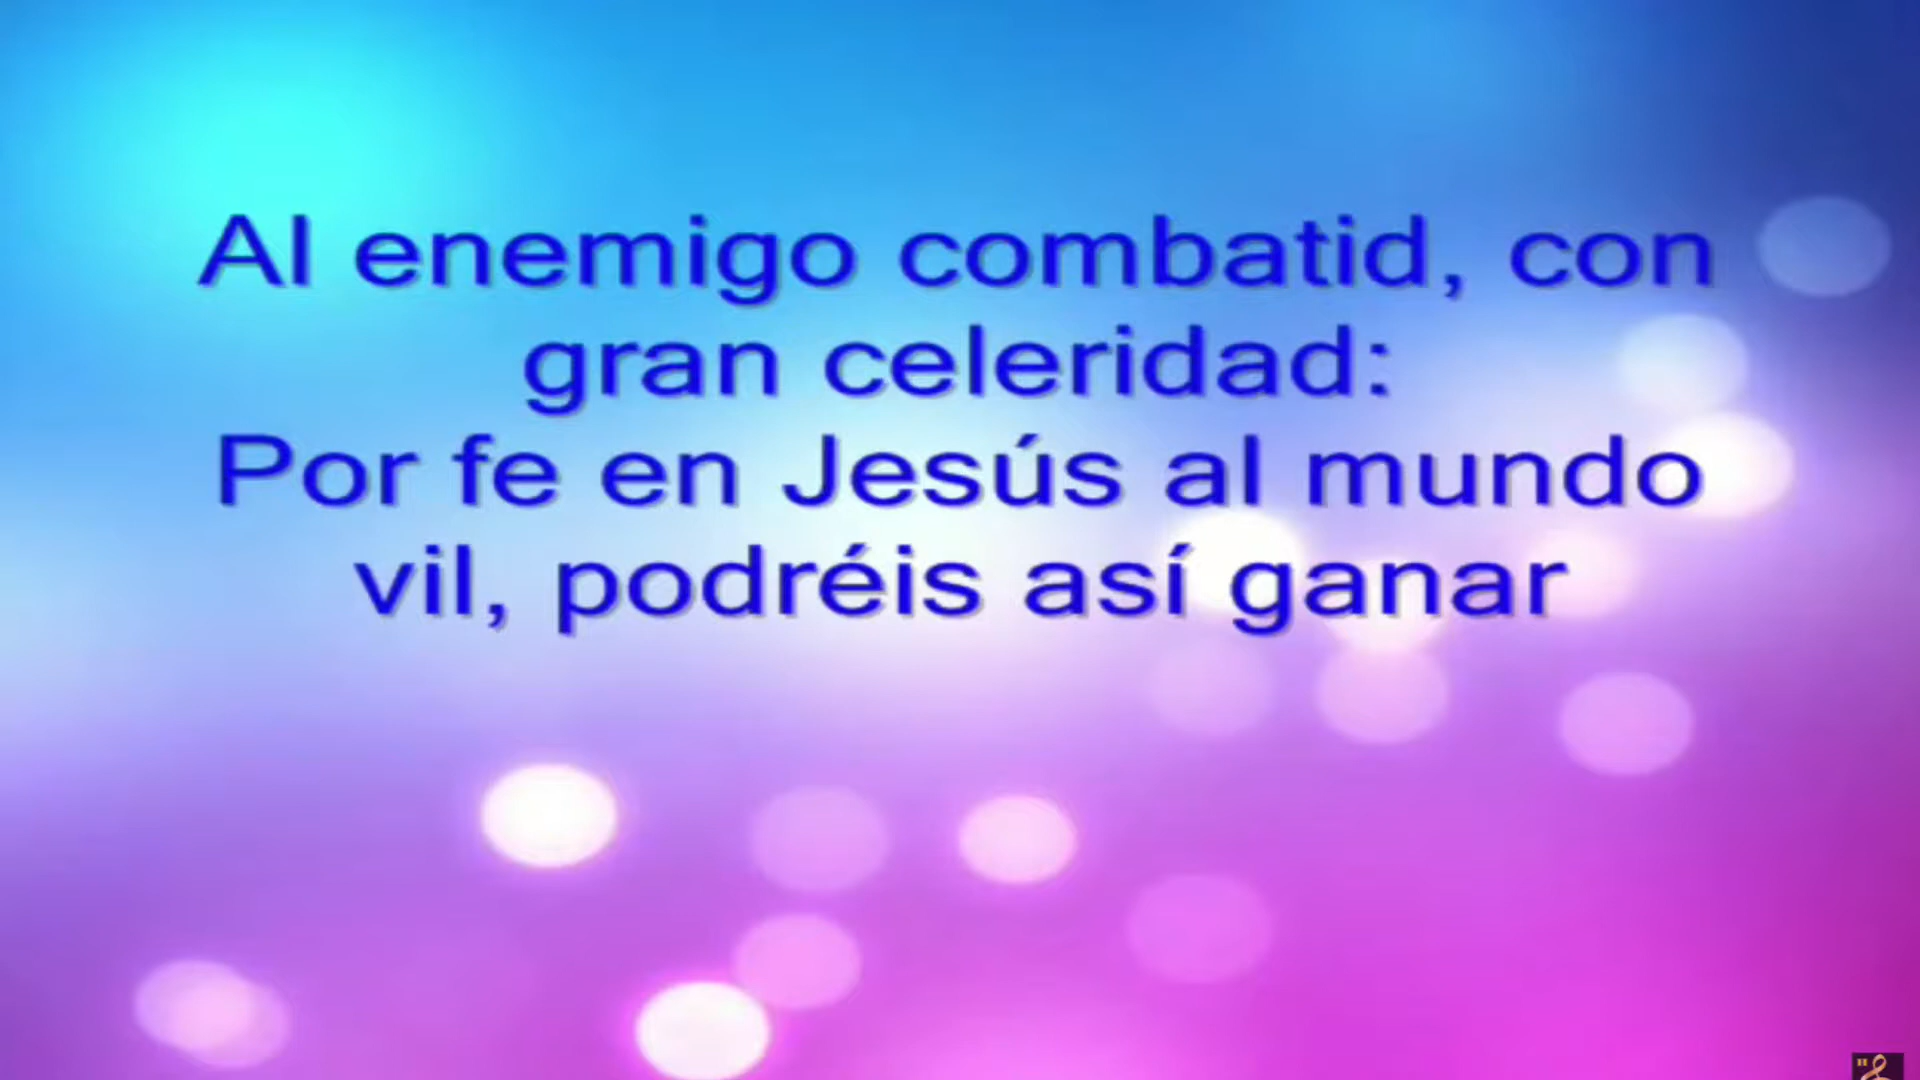 Al enemigo combatid, con
gran celeridad:
Por fe en Jesús al mundo
vil, podréis así ganar